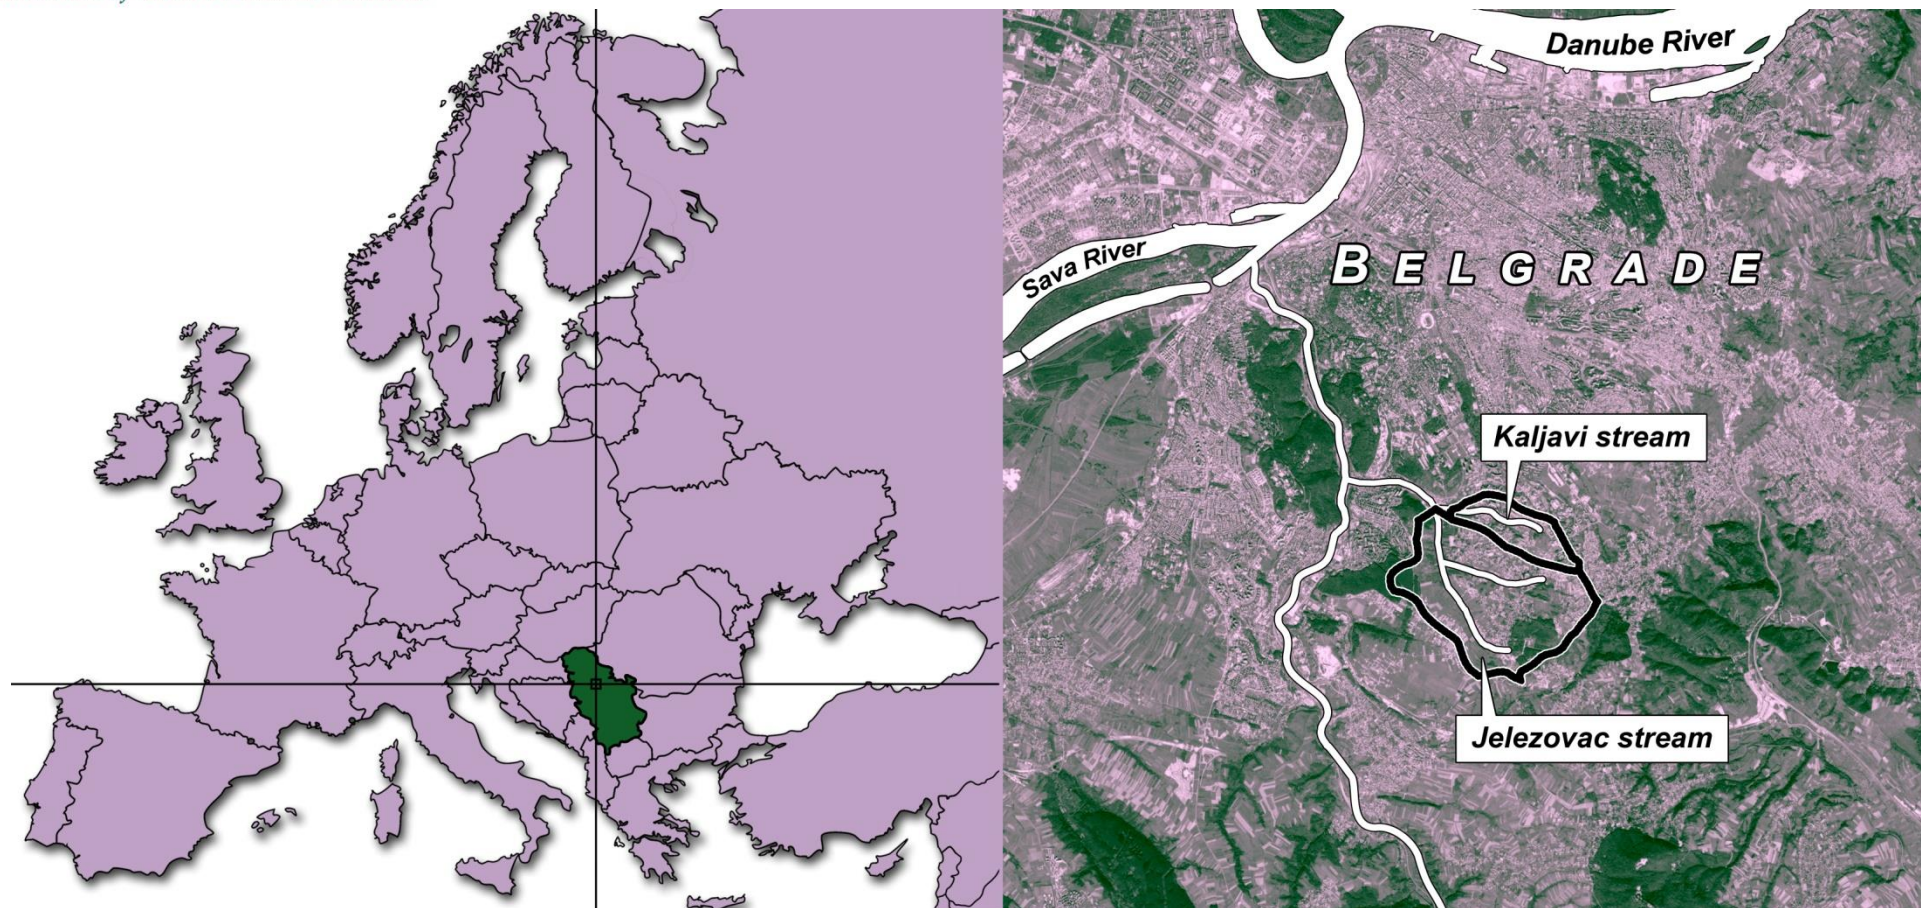 Danube River
Sava River
BELGRADE
Kaljavi stream
Jelezovac stream